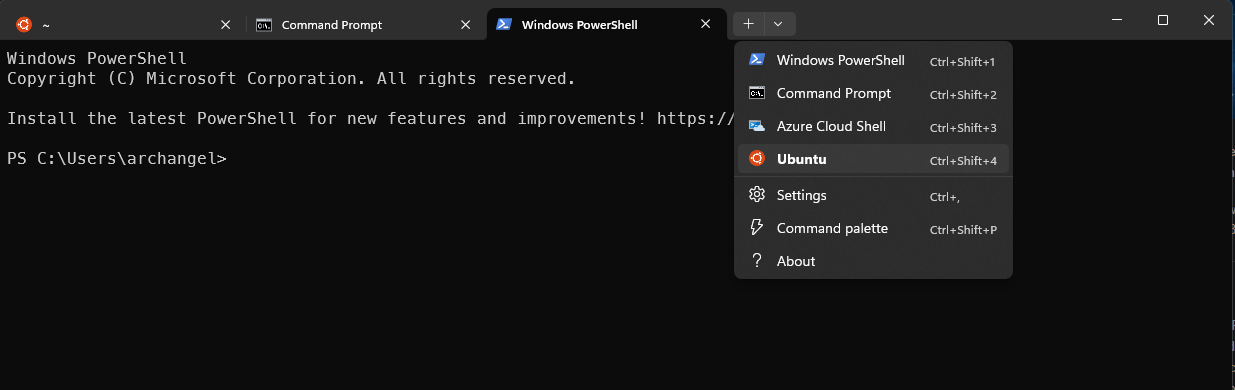 ~ Command Prompt Windows PowerShell
Windows PowerShell
Copyright (C) Microsoft Corporation. All rights reserved.
Install the latest PowerShell for new features and improvements! https://
PS C:\Users\archangel>
Windows PowerShell Ctrl+Shift+1
Command Prompt Ctrl+Shift+2
Azure Cloud Shell Ctrl+Shift+3
Ubuntu Ctrl+Shift+4
Settings Ctrl+,
Command palette Ctrl+Shift+P
? About